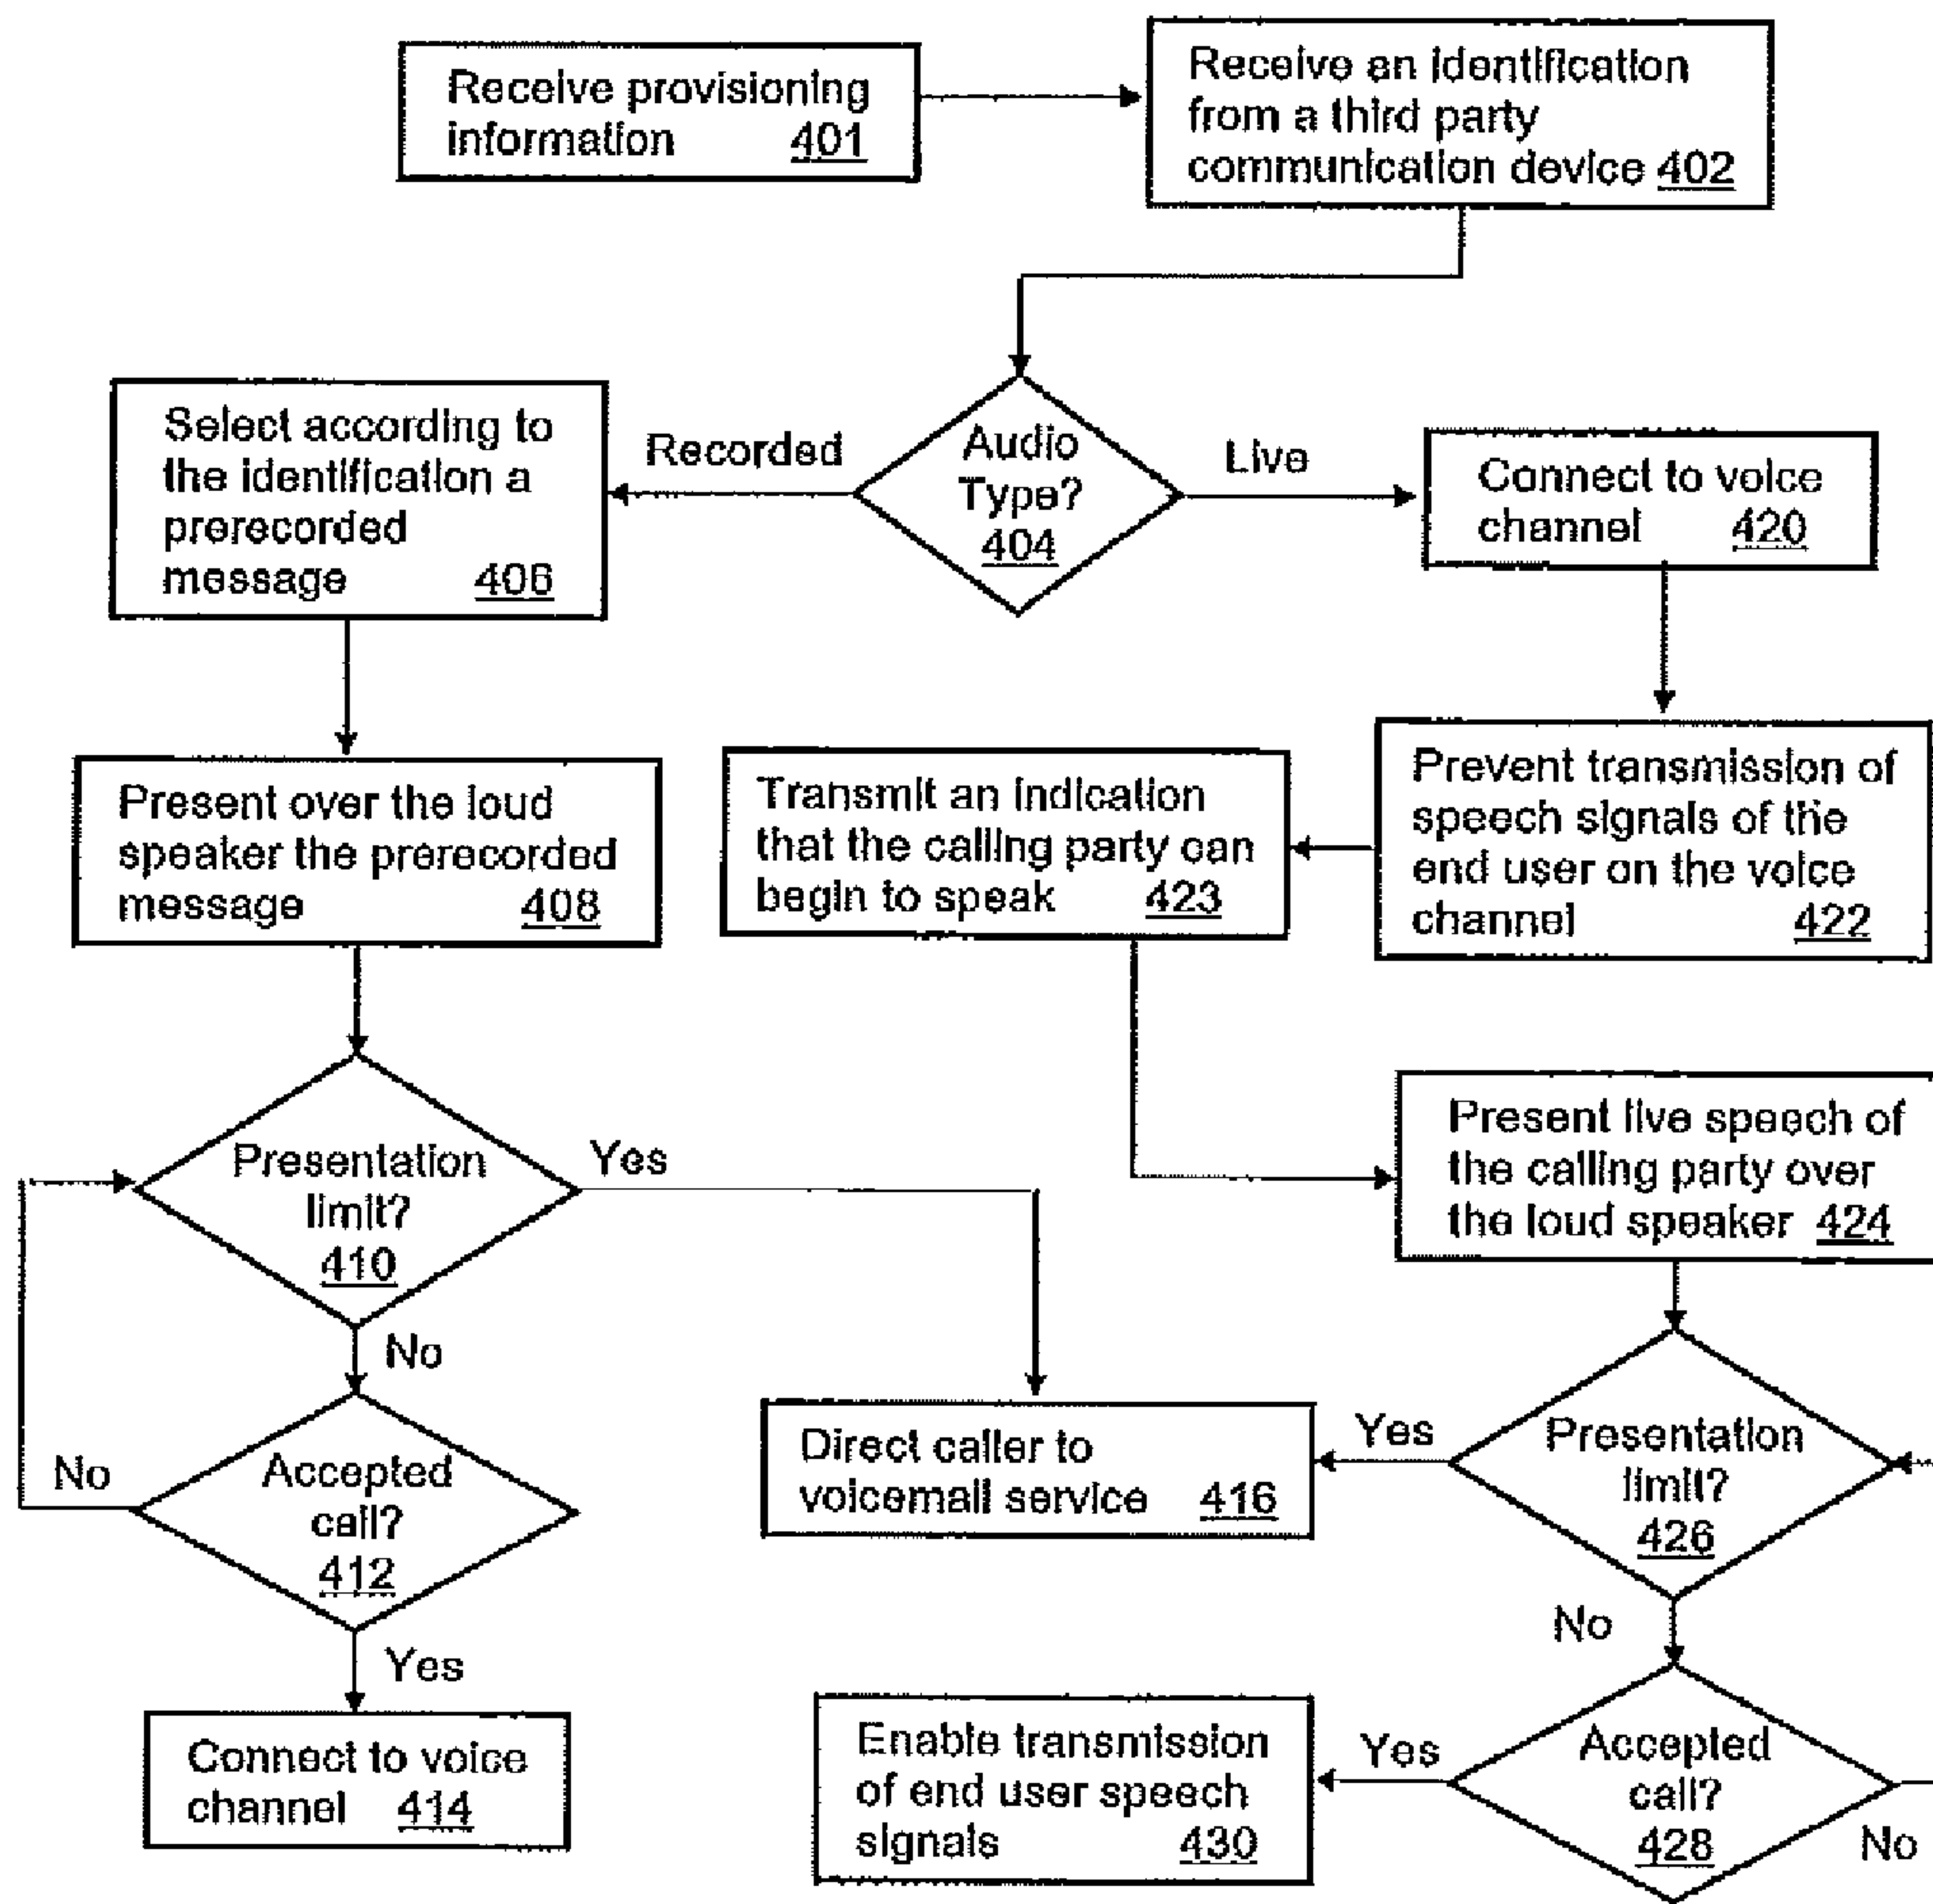 Receive provisioning
information 401
Receive an identification
from a third party
communication device 402
Audio
Type?
404
Recorded
Live
Select according to
the identification a
prerecorded
message 406
Connect to voice
channel 420
Present over the loud
speaker the prerecorded
message 408
Transmit an indication
that the calling party can
begin to speak 423
Prevent transmission of
speech signals of the
end user on the voice
channel 422
Presentation
limit?
410
Yes
No
Present live speech of
the calling party over
the loud speaker 424
Accepted
call?
412
No
Yes
Direct caller to
voicemail service 416
Yes
Presentation
limit?
426
No
Connect to voice
channel 414
Enable transmission
of end user speech
signals 430
Yes
Accepted
call?
428
No